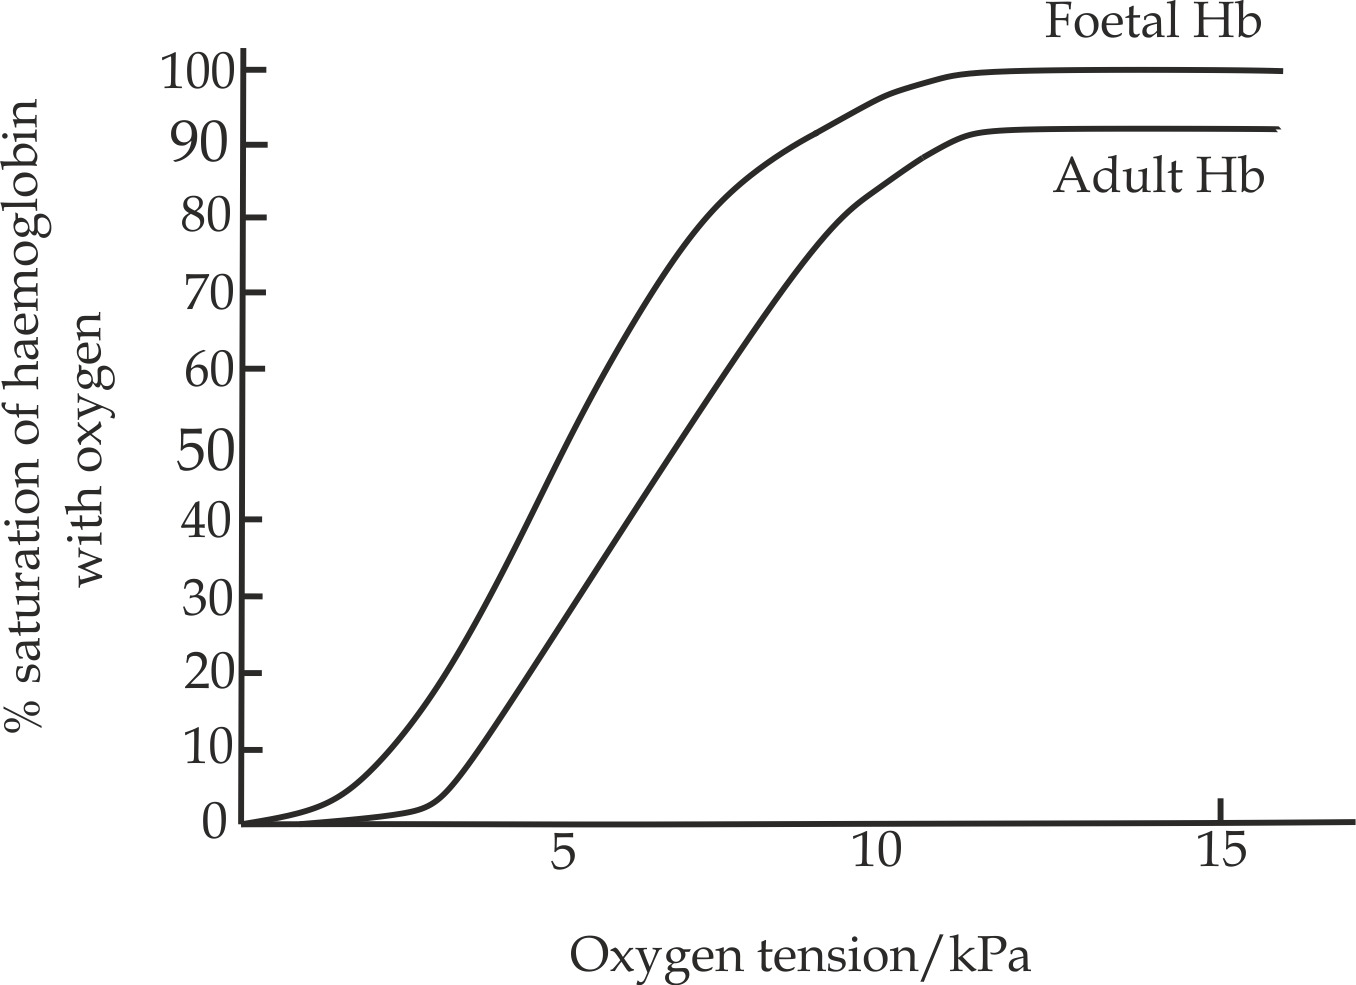 Foetal Hb
Adult Hb
% saturation of haemoglobin
with oxygen
100
90
80
70
60
50
40
30
20
10
0
5
10
15
Oxygen tension/kPa